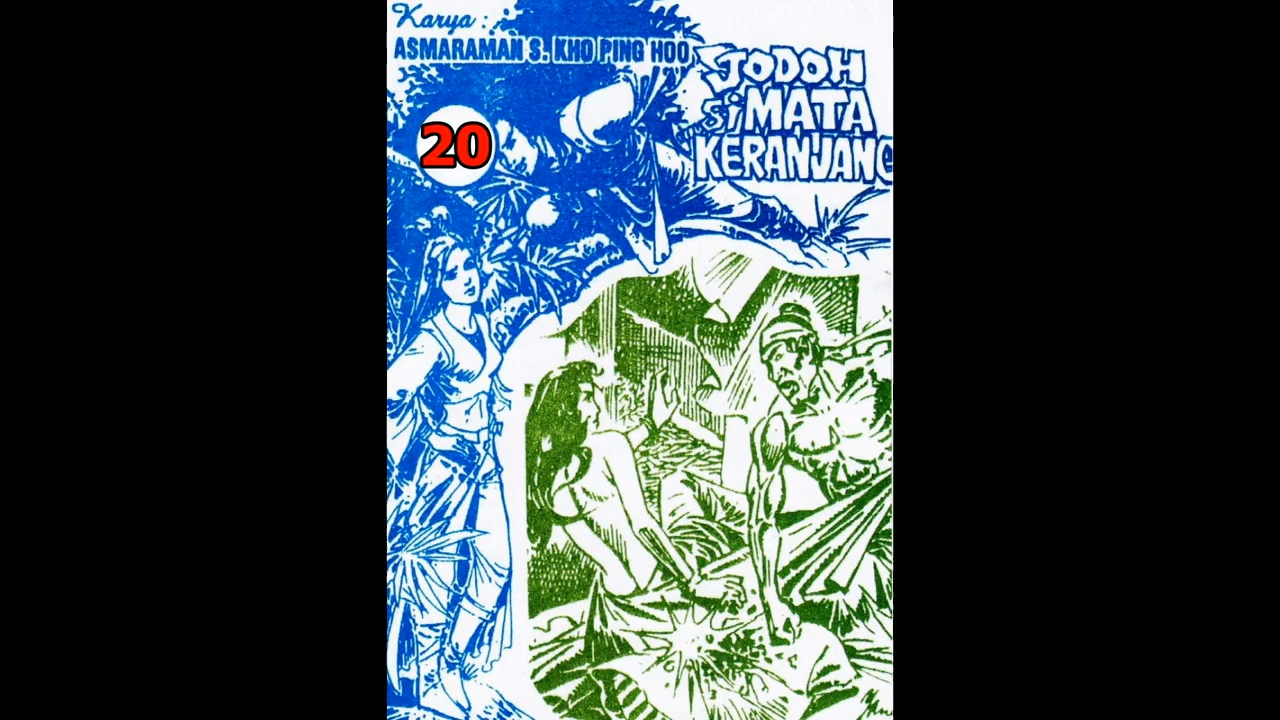 Karya :
ASMARAMAN S. KHO PING HOO
JODOH
si MATA
KERANJANG
20